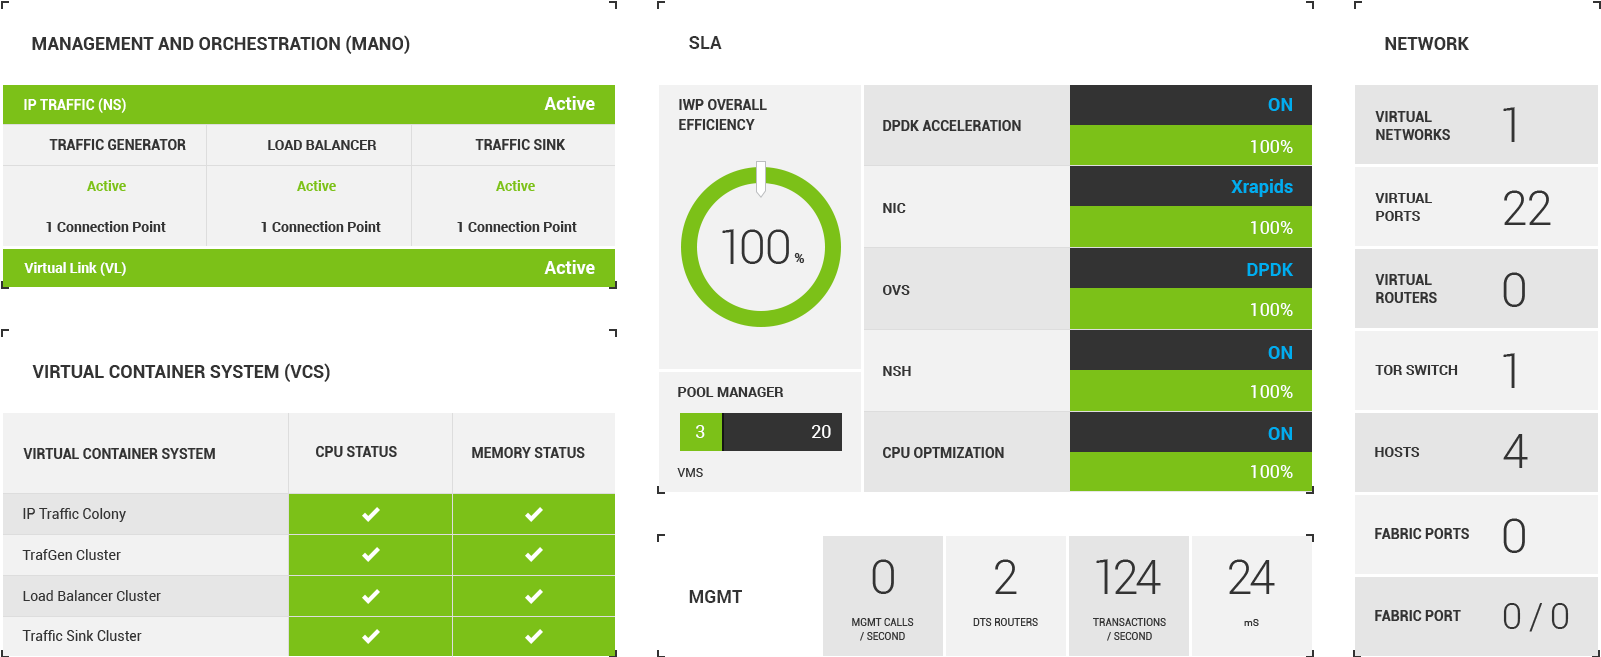 MANAGEMENT AND ORCHESTRATION (MANO)
IP TRAFFIC (NS) Active
TRAFFIC GENERATOR LOAD BALANCER TRAFFIC SINK
Active Active Active
1 Connection Point 1 Connection Point 1 Connection Point
Virtual Link (VL) Active
VIRTUAL CONTAINER SYSTEM (VCS)
VIRTUAL CONTAINER SYSTEM CPU STATUS MEMORY STATUS
IP Traffic Colony
TrafGen Cluster
Load Balancer Cluster
Traffic Sink Cluster
SLA
IWP OVERALL
EFFICIENCY
100 %
POOL MANAGER
3 20
VMS
DPDK ACCELERATION ON
100%
NIC Xrapids
100%
OVS DPDK
100%
NSH ON
100%
CPU OPTMIZATION ON
100%
MGMT
0
MGMT CALLS
/ SECOND
2
DTS ROUTERS
124
TRANSACTIONS
/ SECOND
24
mS
NETWORK
VIRTUAL
NETWORKS 1
VIRTUAL
PORTS 22
VIRTUAL
ROUTERS 0
TOR SWITCH 1
HOSTS 4
FABRIC PORTS 0
FABRIC PORT 0 / 0